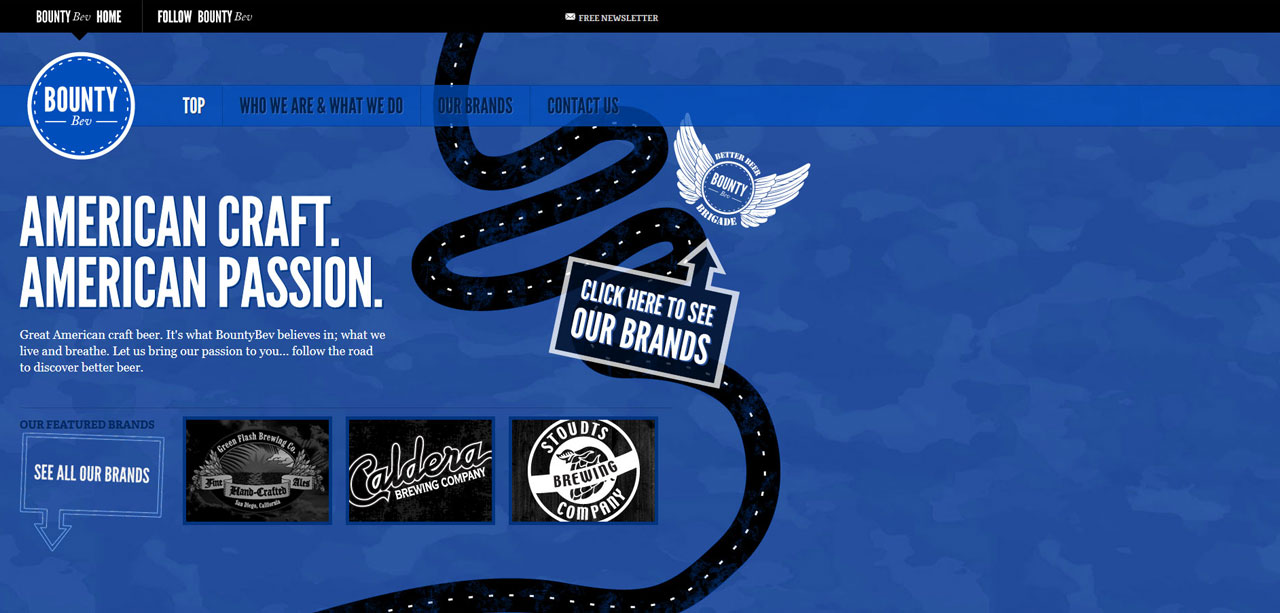 BOUNTY Bev HOME
FOLLOW BOUNTY Bev
FREE NEWSLETTER
BOUNTY
Bev
TOP
WHO WE ARE & WHAT WE DO
OUR BRANDS
CONTACT US
BETTER BEER
BOUNTY
Bev
BRIGADE
AMERICAN CRAFT.
AMERICAN PASSION.
Great American craft beer. It's what BountyBev believes in; what we
live and breathe. Let us bring our passion to you... follow the road
to discover better beer.
CLICK HERE TO SEE
OUR BRANDS
OUR FEATURED BRANDS
SEE ALL OUR BRANDS
Green Flash Brewing Co.
Fine Hand-Crafted Ales
San Diego, California
Caldera
BREWING COMPANY
STOUDTS
BREWING
COMPANY